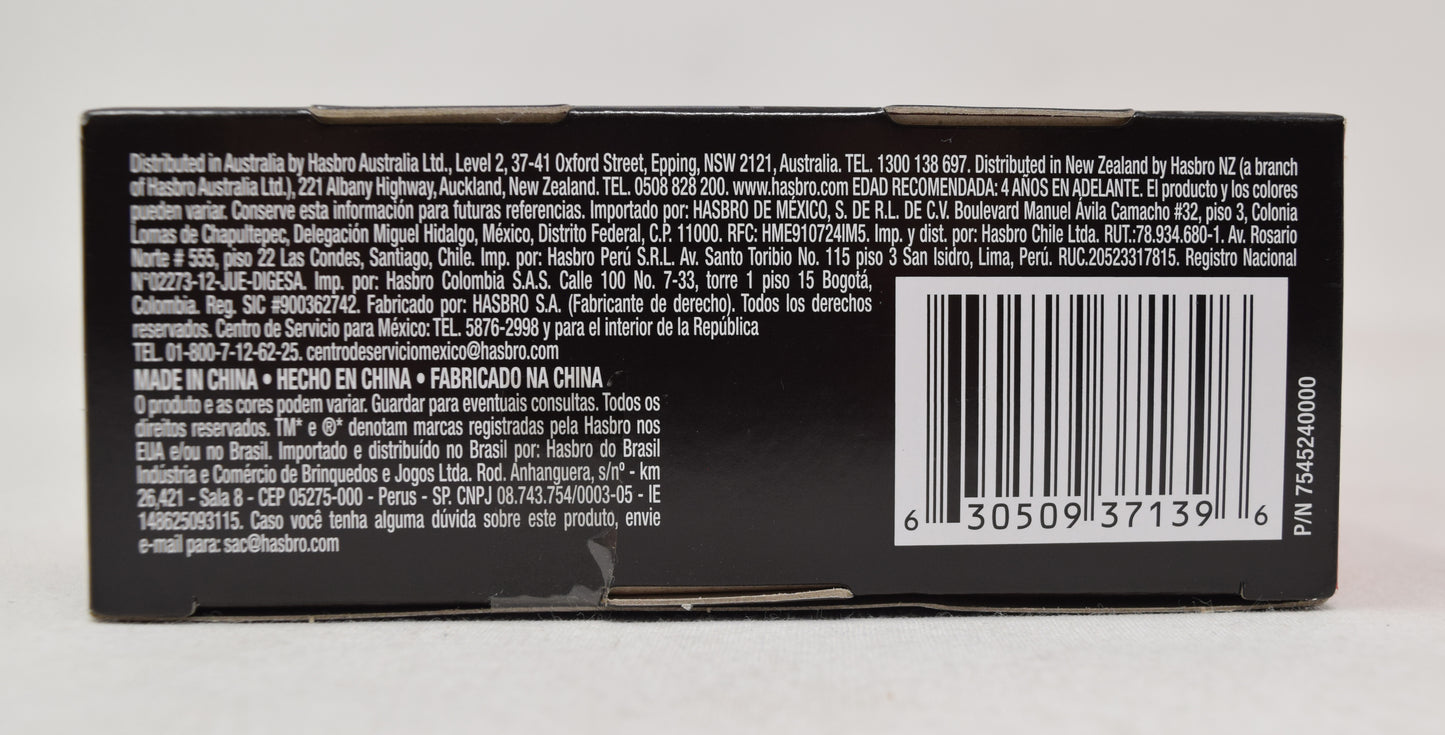 Distributed in Australia by Hasbro Australia Ltd., Level 2, 37-41 Oxford Street, Epping, NSW 2121, Australia. TEL. 1300 138 697. Distributed in New Zealand by Hasbro NZ (a branch
of Hasbro Australia Ltd.), 221 Albany Highway, Auckland, New Zealand. TEL. 0508 828 200. www.hasbro.com EDAD RECOMENDADA: 4 AÑOS EN ADELANTE. El producto y los colores
pueden variar. Conserve esta información para futuras referencias. Importado por: HASBRO DE MÉXICO, S. DE R.L. DE C.V. Boulevard Manuel Ávila Camacho #32, piso 3, Colonia
Lomas de Chapultepec, Delegación Miguel Hidalgo, México, Distrito Federal, C.P. 11000. RFC: HME910724IM5. Imp. y dist. por: Hasbro Chile Ltda. RUT.:78.934.680-1. Av. Rosario
Norte # 555, piso 22 Las Condes, Santiago, Chile. Imp. por: Hasbro Perú S.R.L. Av. Santo Toribio No. 115 piso 3 San Isidro, Lima, Perú. RUC.20523317815. Registro Nacional
N°02273-12-JUE-DIGESA. Imp. por: Hasbro Colombia S.A.S. Calle 100 No. 7-33, torre 1 piso 15 Bogotá,
Colombia. Reg. SIC #900362742. Fabricado por: HASBRO S.A. (Fabricante de derecho). Todos los derechos
reservados. Centro de Servicio para México: TEL. 5876-2998 y para el interior de la República
TEL. 01-800-7-12-62-25. centrodeserviciomexico@hasbro.com
MADE IN CHINA • HECHO EN CHINA • FABRICADO NA CHINA
O produto e as cores podem variar. Guardar para eventuais consultas. Todos os
direitos reservados. TM* e ®* denotam marcas registradas pela Hasbro nos
EUA e/ou no Brasil. Importado e distribuído no Brasil por: Hasbro do Brasil
Indústria e Comércio de Brinquedos e Jogos Ltda. Rod. Anhanguera, s/nº - km
26,421 - Sala 8 - CEP 05275-000 - Perus - SP. CNPJ 08.743.754/0003-05 - IE
148625093115. Caso você tenha alguma dúvida sobre este produto, envie
e-mail para: sac@hasbro.com
6 30509 37139 6
P/N 7545240000